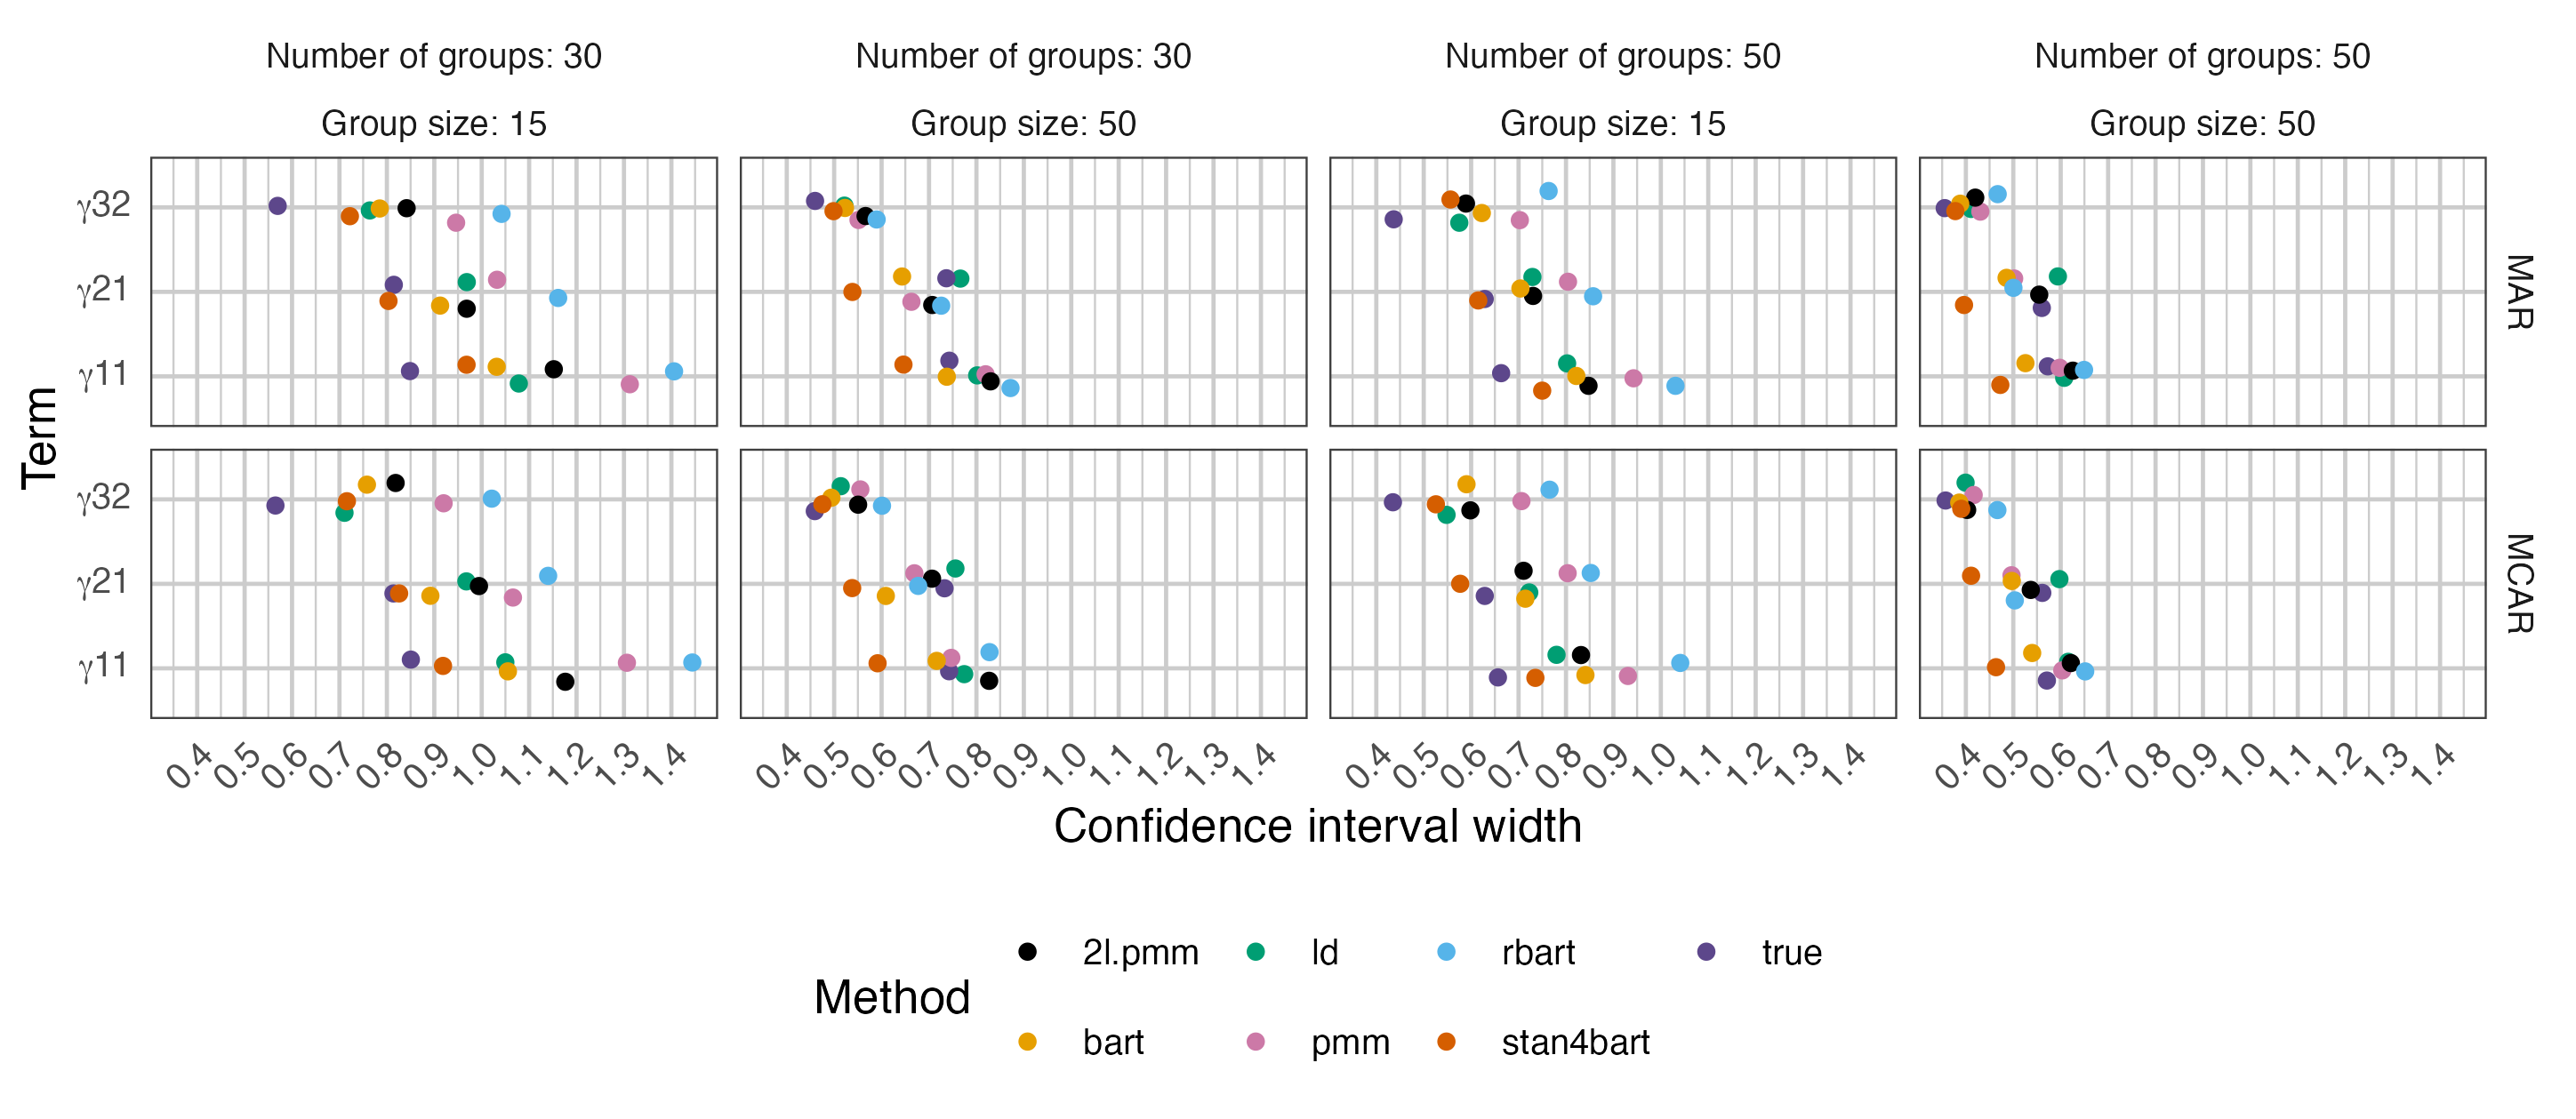 Number of groups: 30 Number of groups: 30 Number of groups: 50 Number of groups: 50
Group size: 15 Group size: 50 Group size: 15 Group size: 50
γ32
γ21
γ11
MAR
Term
γ32
γ21
γ11
MCAR
0.4 0.5 0.6 0.7 0.8 0.9 1.0 1.1 1.2 1.3 1.4 0.4 0.5 0.6 0.7 0.8 0.9 1.0 1.1 1.2 1.3 1.4 0.4 0.5 0.6 0.7 0.8 0.9 1.0 1.1 1.2 1.3 1.4 0.4 0.5 0.6 0.7 0.8 0.9 1.0 1.1 1.2 1.3 1.4
Confidence interval width
Method
2l.pmm ld rbart true
bart pmm stan4bart